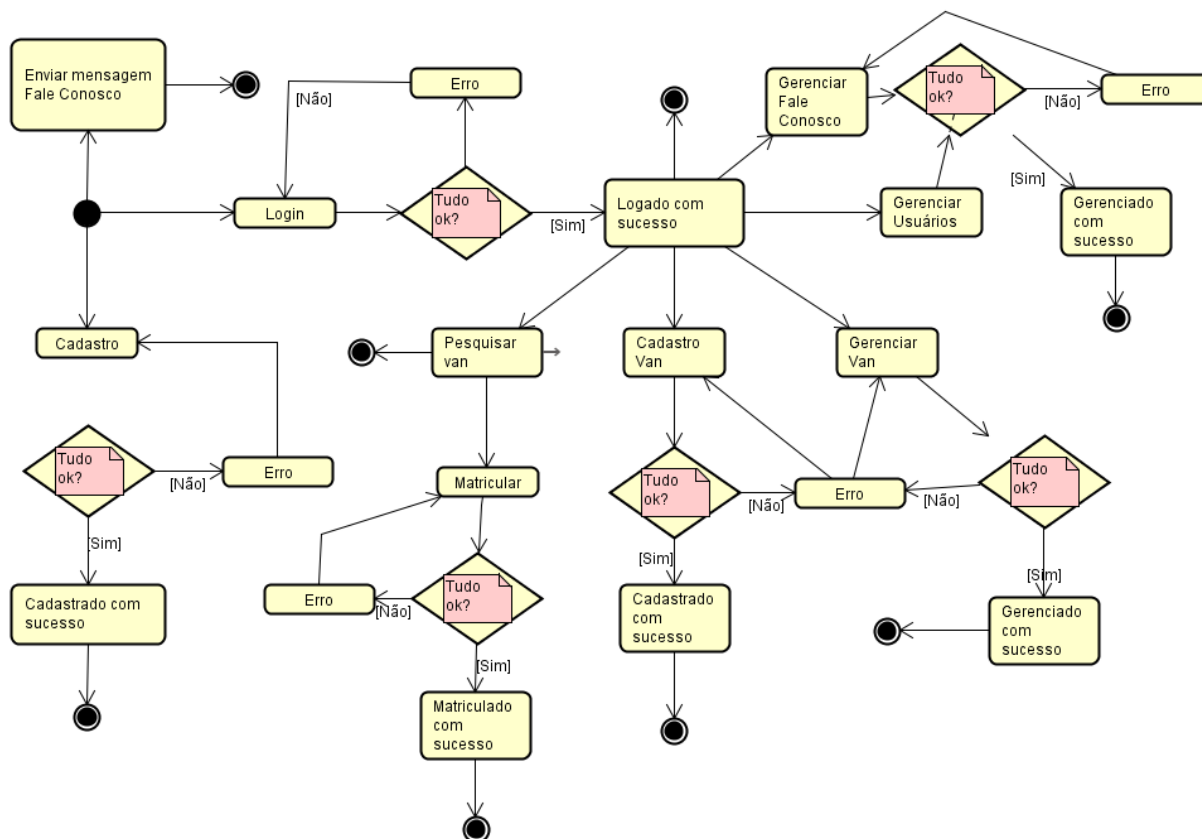 Enviar mensagem
Fale Conosco
Erro
[Não]
Login
Tudo
ok?
[Sim]
Logado com
sucesso
Gerenciar
Fale
Conosco
Tudo
ok?
[Não]
Erro
Gerenciar
Usuários
[Sim]
Gerenciado
com
sucesso
Cadastro
Pesquisar
van
Cadastro
Van
Gerenciar
Van
Tudo
ok?
[Não]
Erro
[Sim]
Cadastrado com
sucesso
Matricular
Tudo
ok?
[Não]
Erro
[Sim]
Matriculado
com
sucesso
Tudo
ok?
[Não]
Erro
[Não]
Tudo
ok?
[Sim]
Cadastrado
com
sucesso
[Sim]
Gerenciado
com
sucesso